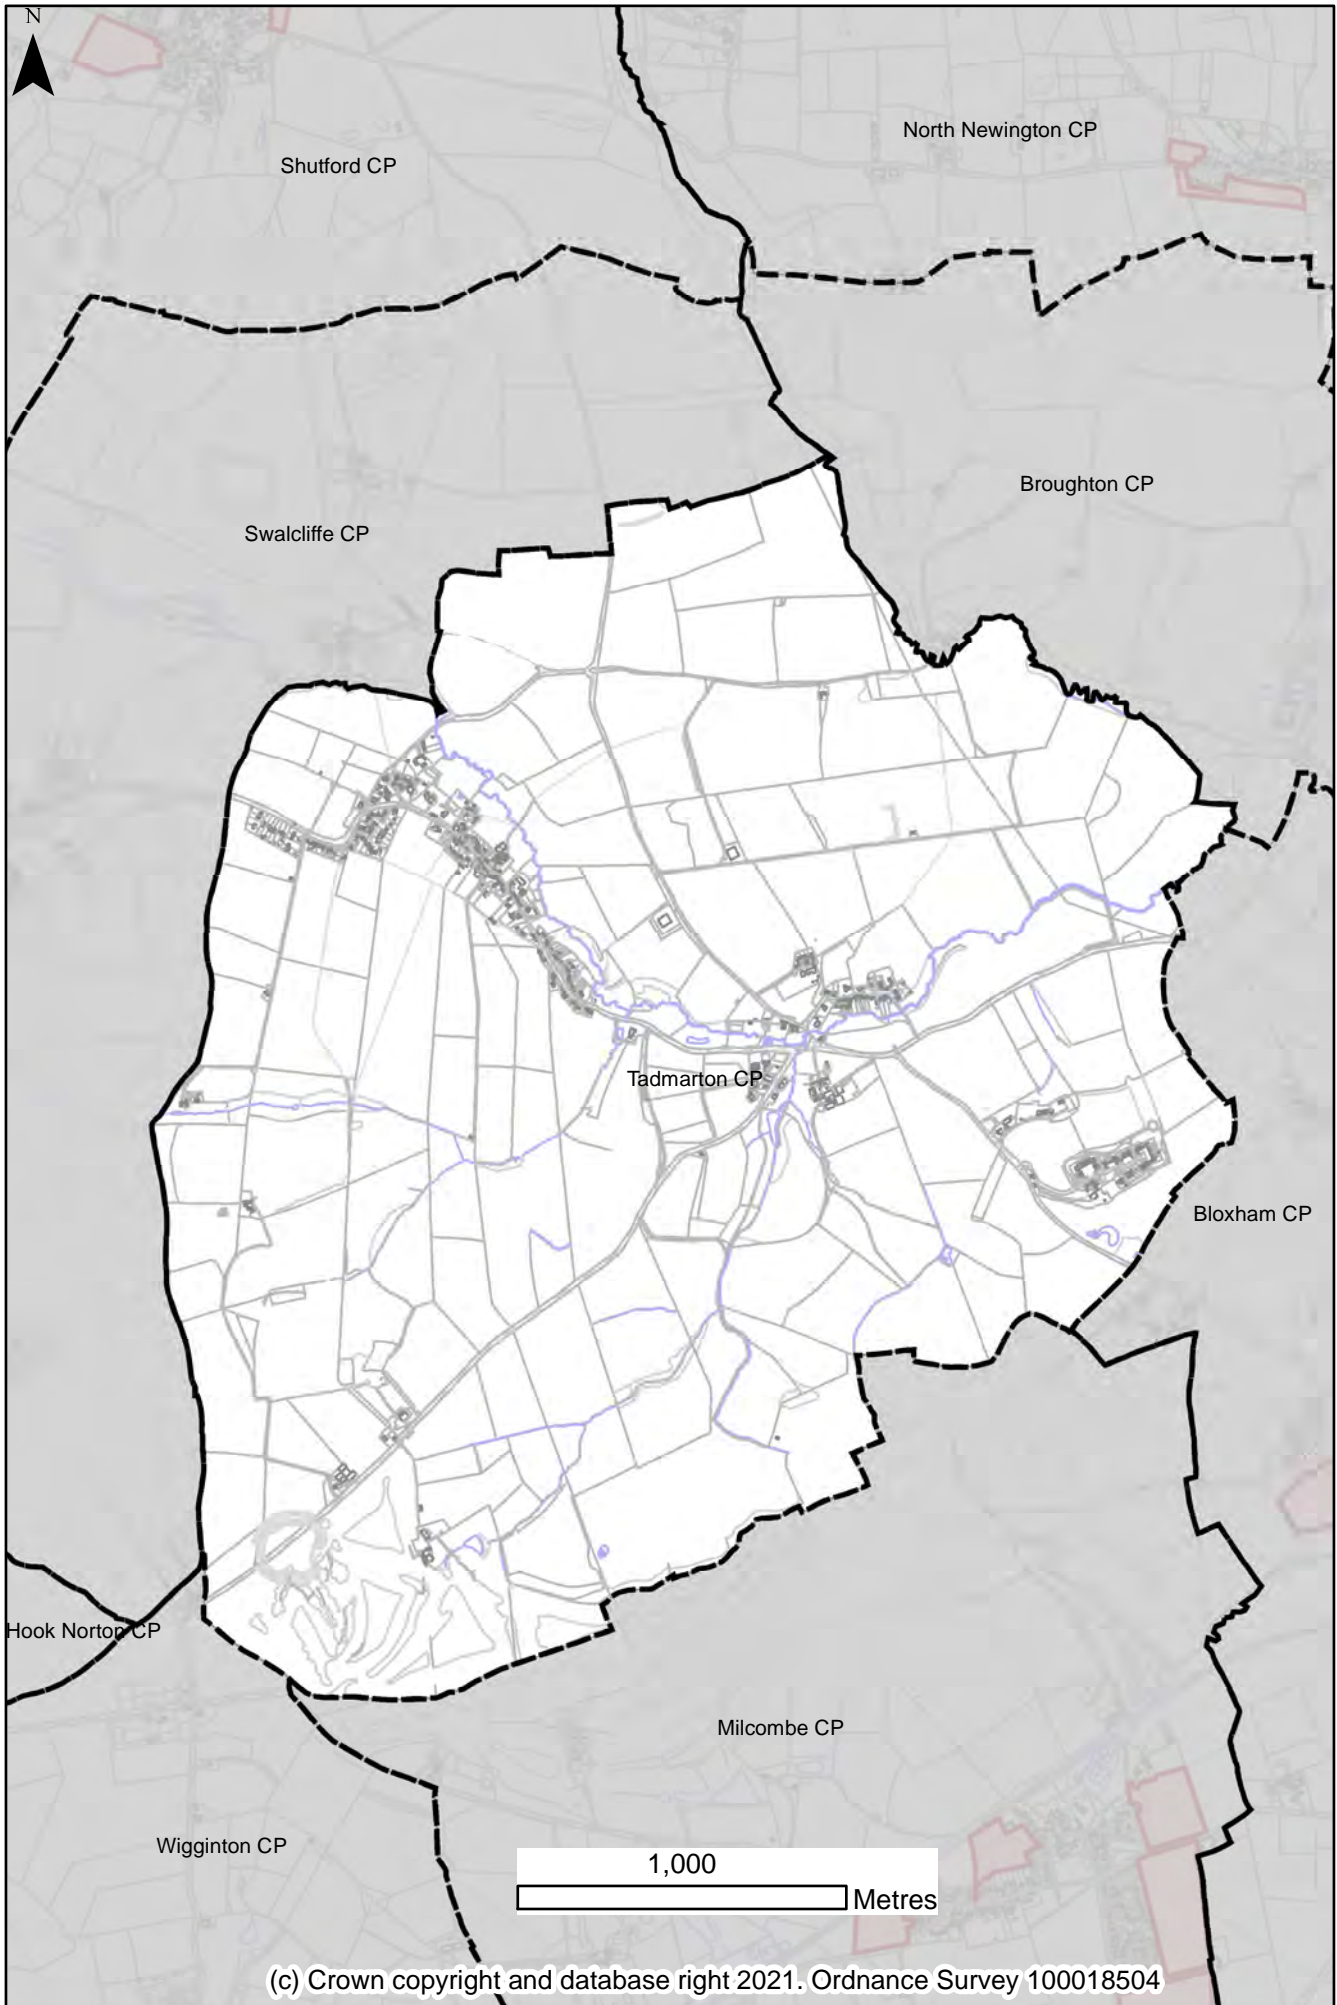 N
North Newington CP
Shutford CP
Broughton CP
Swalcliffe CP
Tadmarton CP
Bloxham CP
Hook Norton CP
Milcombe CP
Wigginton CP
1,000
Metres
(c) Crown copyright and database right 2021. Ordnance Survey 100018504